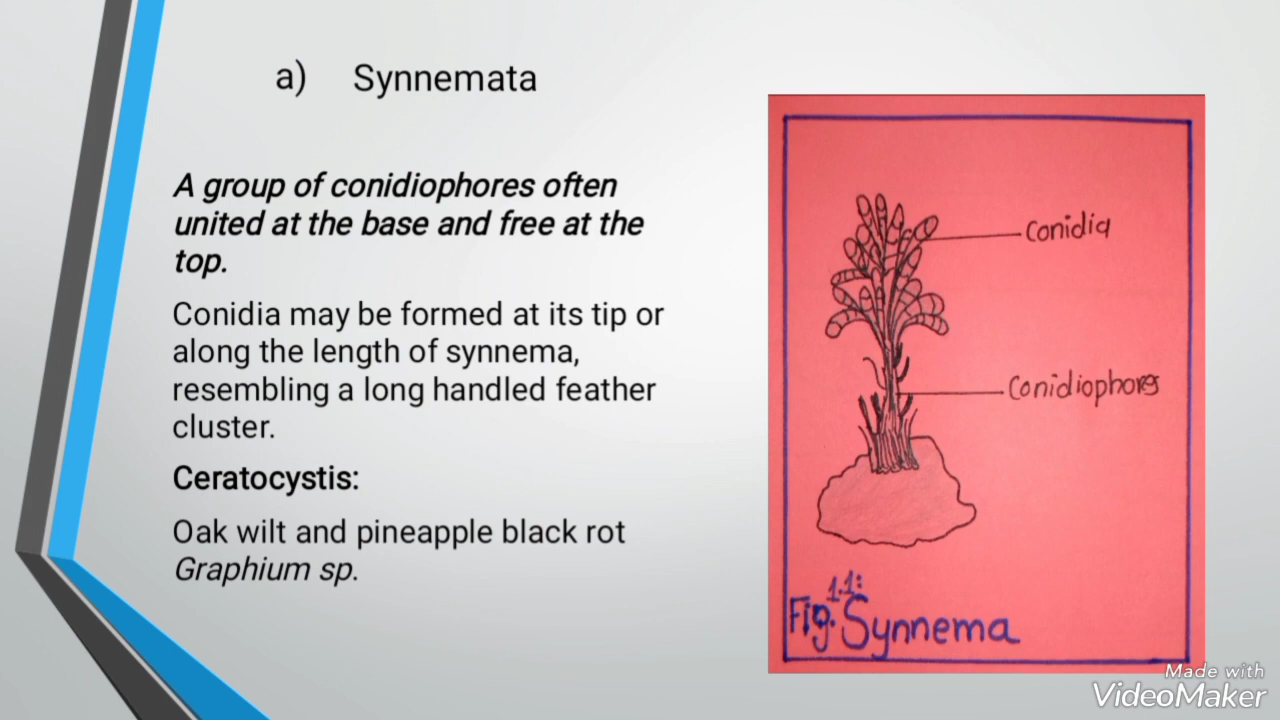 a) Synnemata
A group of conidiophores often
united at the base and free at the
top.
Conidia may be formed at its tip or
along the length of synnema,
resembling a long handled feather
cluster.
Ceratocystis:
Oak wilt and pineapple black rot
Graphium sp.
Conidia
Conidiophores
Fig. 1.1: Synnema
Made with
VideoMaker